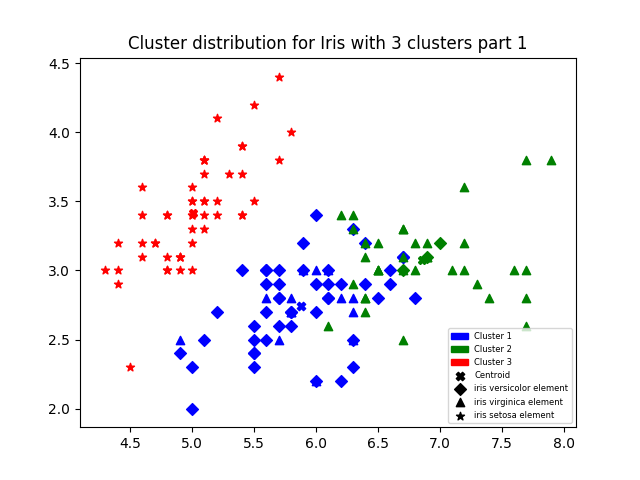 Cluster distribution for Iris with 3 clusters part 1
4.5
4.0
3.5
3.0
2.5
2.0
4.5 5.0 5.5 6.0 6.5 7.0 7.5 8.0
Cluster 1
Cluster 2
Cluster 3
Centroid
iris versicolor element
iris virginica element
iris setosa element